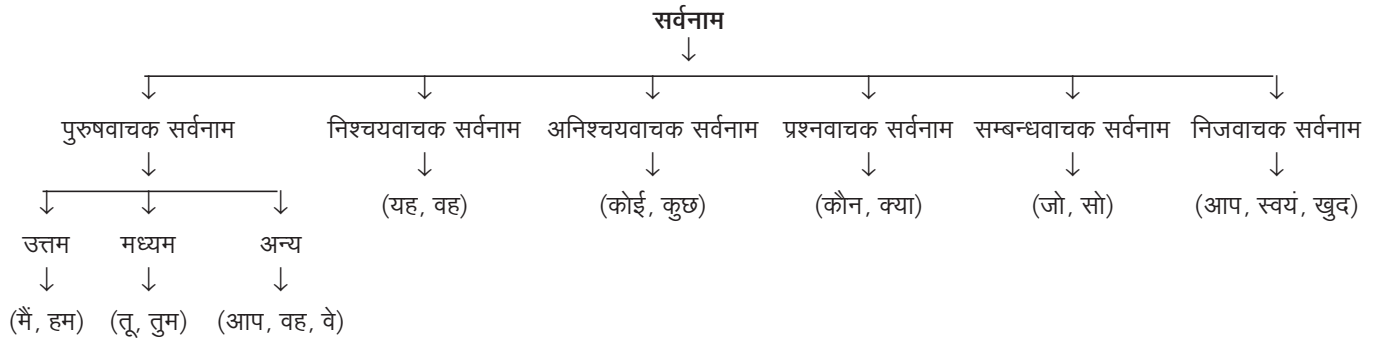 सर्वनाम
पुरुषवाचक सर्वनाम निश्चयवाचक सर्वनाम अनिश्चयवाचक सर्वनाम प्रश्नवाचक सर्वनाम सम्बन्धवाचक सर्वनाम निजवाचक सर्वनाम
(यह, वह) (कोई, कुछ) (कौन, क्या) (जो, सो) (आप, स्वयं, खुद)
उत्तम मध्यम अन्य
(मैं, हम) (तू, तुम) (आप, वह, वे)